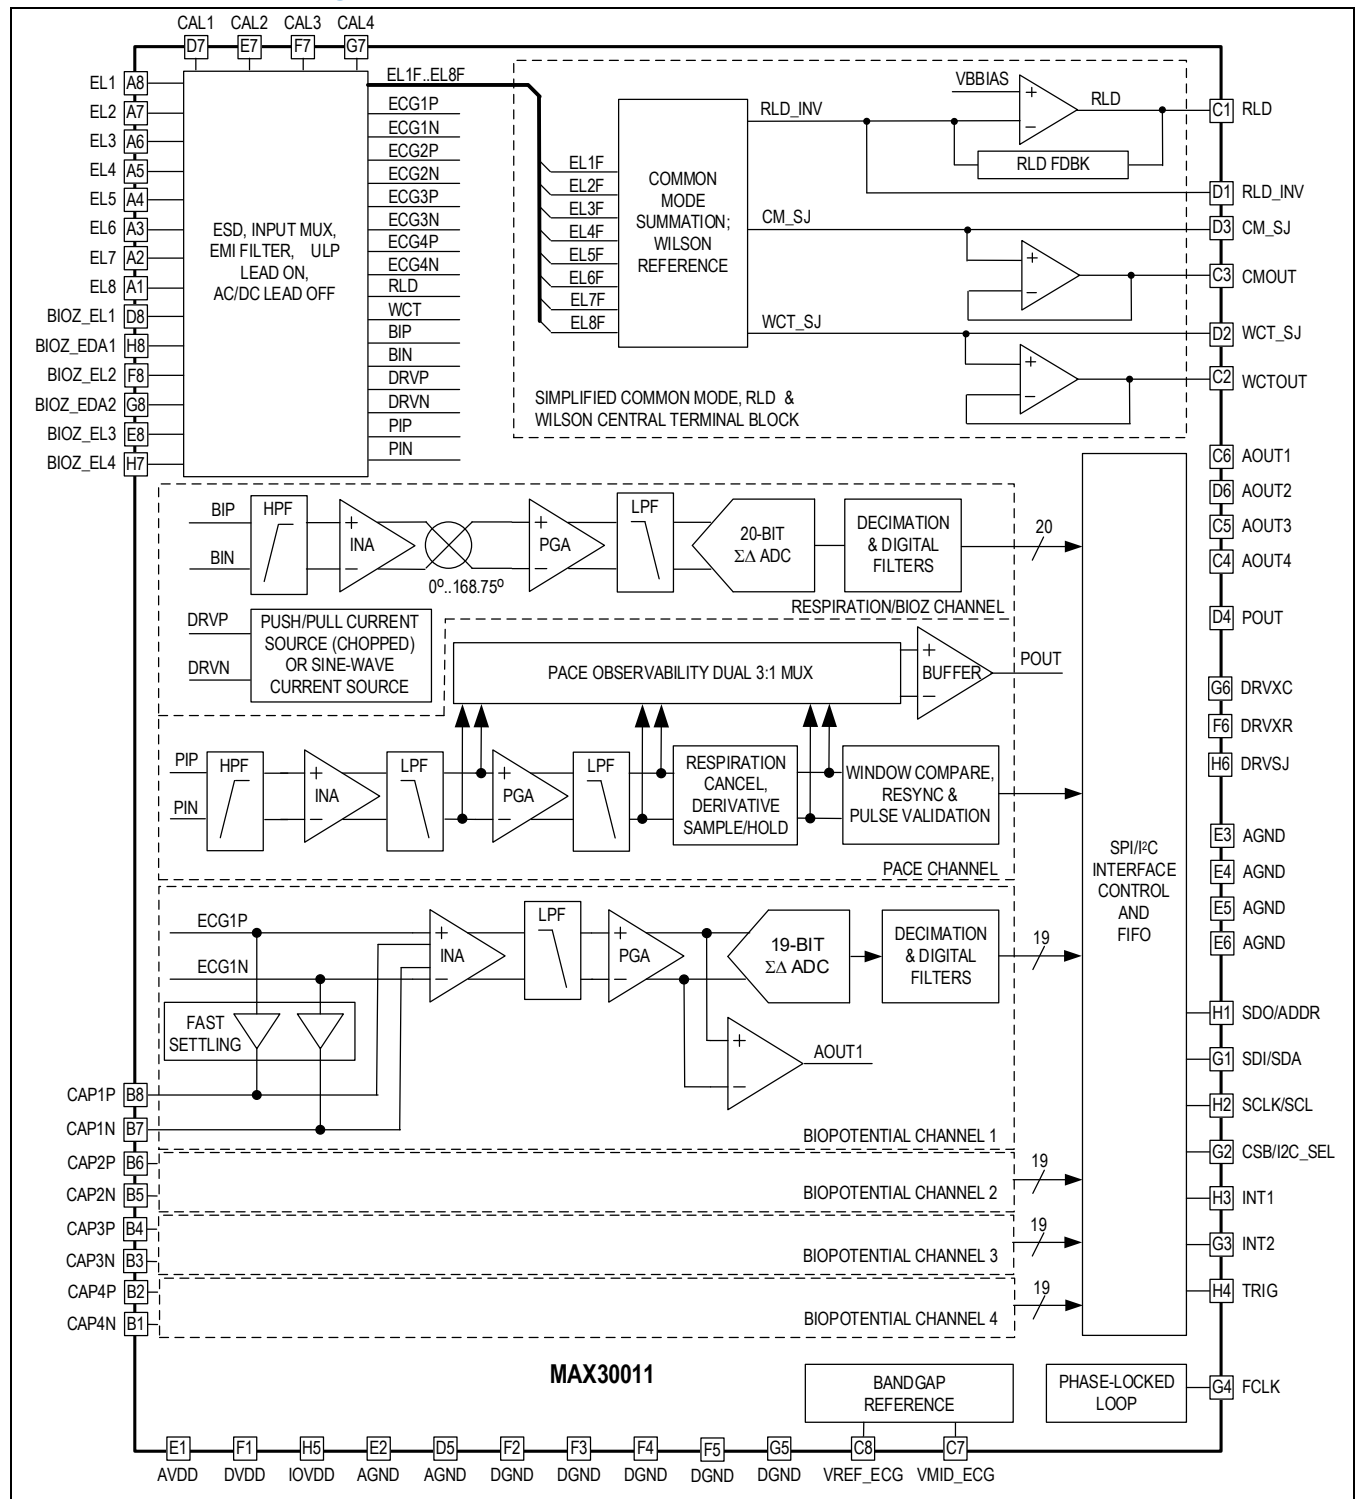 CAL1 CAL2 CAL3 CAL4
D7 E7 F7 G7
EL1 A8
EL2 A7
EL3 A6
EL4 A5
EL5 A4
EL6 A3
EL7 A2
EL8 A1
BIOZ_EL1 D8
BIOZ_EDA1 H8
BIOZ_EL2 F8
BIOZ_EDA2 G8
BIOZ_EL3 E8
BIOZ_EL4 H7
ESD, INPUT MUX,
EMI FILTER, ULP
LEAD ON,
AC/DC LEAD OFF
EL1F..EL8F
ECG1P
ECG1N
ECG2P
ECG2N
ECG3P
ECG3N
ECG4P
ECG4N
RLD
WCT
BIP
BIN
DRVP
DRVN
PIP
PIN
EL1F
EL2F
EL3F
EL4F
EL5F
EL6F
EL7F
EL8F
COMMON
MODE
SUMMATION;
WILSON
REFERENCE
RLD_INV
CM_SJ
WCT_SJ
VBBIAS
+
−
RLD
RLD FDBK
+
−
+
−
SIMPLIFIED COMMON MODE, RLD &
WILSON CENTRAL TERMINAL BLOCK
C1 RLD
D1 RLD_INV
D3 CM_SJ
C3 CMOUT
D2 WCT_SJ
C2 WCTOUT
C6 AOUT1
D6 AOUT2
C5 AOUT3
C4 AOUT4
D4 POUT
G6 DRVXC
F6 DRVXR
H6 DRVSJ
E3 AGND
E4 AGND
E5 AGND
E6 AGND
H1 SDO/ADDR
G1 SDI/SDA
H2 SCLK/SCL
G2 CSB/I2C_SEL
H3 INT1
G3 INT2
H4 TRIG
G4 FCLK
BIP
BIN
HPF
+
INA
−
0º..168.75º
+
PGA
−
LPF
20-BIT
ΣΔ ADC
DECIMATION
& DIGITAL
FILTERS
20
RESPIRATION/BIOZ CHANNEL
DRVP
DRVN
PUSH/PULL CURRENT
SOURCE (CHOPPED)
OR SINE-WAVE
CURRENT SOURCE
PACE OBSERVABILITY DUAL 3:1 MUX
+
BUFFER
−
POUT
PIP
PIN
HPF
+
INA
−
LPF
+
PGA
−
LPF
RESPIRATION
CANCEL,
DERIVATIVE
SAMPLE/HOLD
WINDOW COMPARE,
RESYNC &
PULSE VALIDATION
PACE CHANNEL
SPI/I²C
INTERFACE
CONTROL
AND
FIFO
ECG1P
ECG1N
FAST
SETTLING
+
INA
−
LPF
+
PGA
−
19-BIT
ΣΔ ADC
DECIMATION
& DIGITAL
FILTERS
19
+
−
AOUT1
BIOPOTENTIAL CHANNEL 1
CAP1P B8
CAP1N B7
CAP2P B6
CAP2N B5
CAP3P B4
CAP3N B3
CAP4P B2
CAP4N B1
BIOPOTENTIAL CHANNEL 2
19
BIOPOTENTIAL CHANNEL 3
19
BIOPOTENTIAL CHANNEL 4
19
MAX30011
BANDGAP
REFERENCE
PHASE-LOCKED
LOOP
E1 F1 H5 E2 D5 F2 F3 F4 F5 G5 C8 C7
AVDD DVDD IOVDD AGND AGND DGND DGND DGND DGND DGND VREF_ECG VMID_ECG